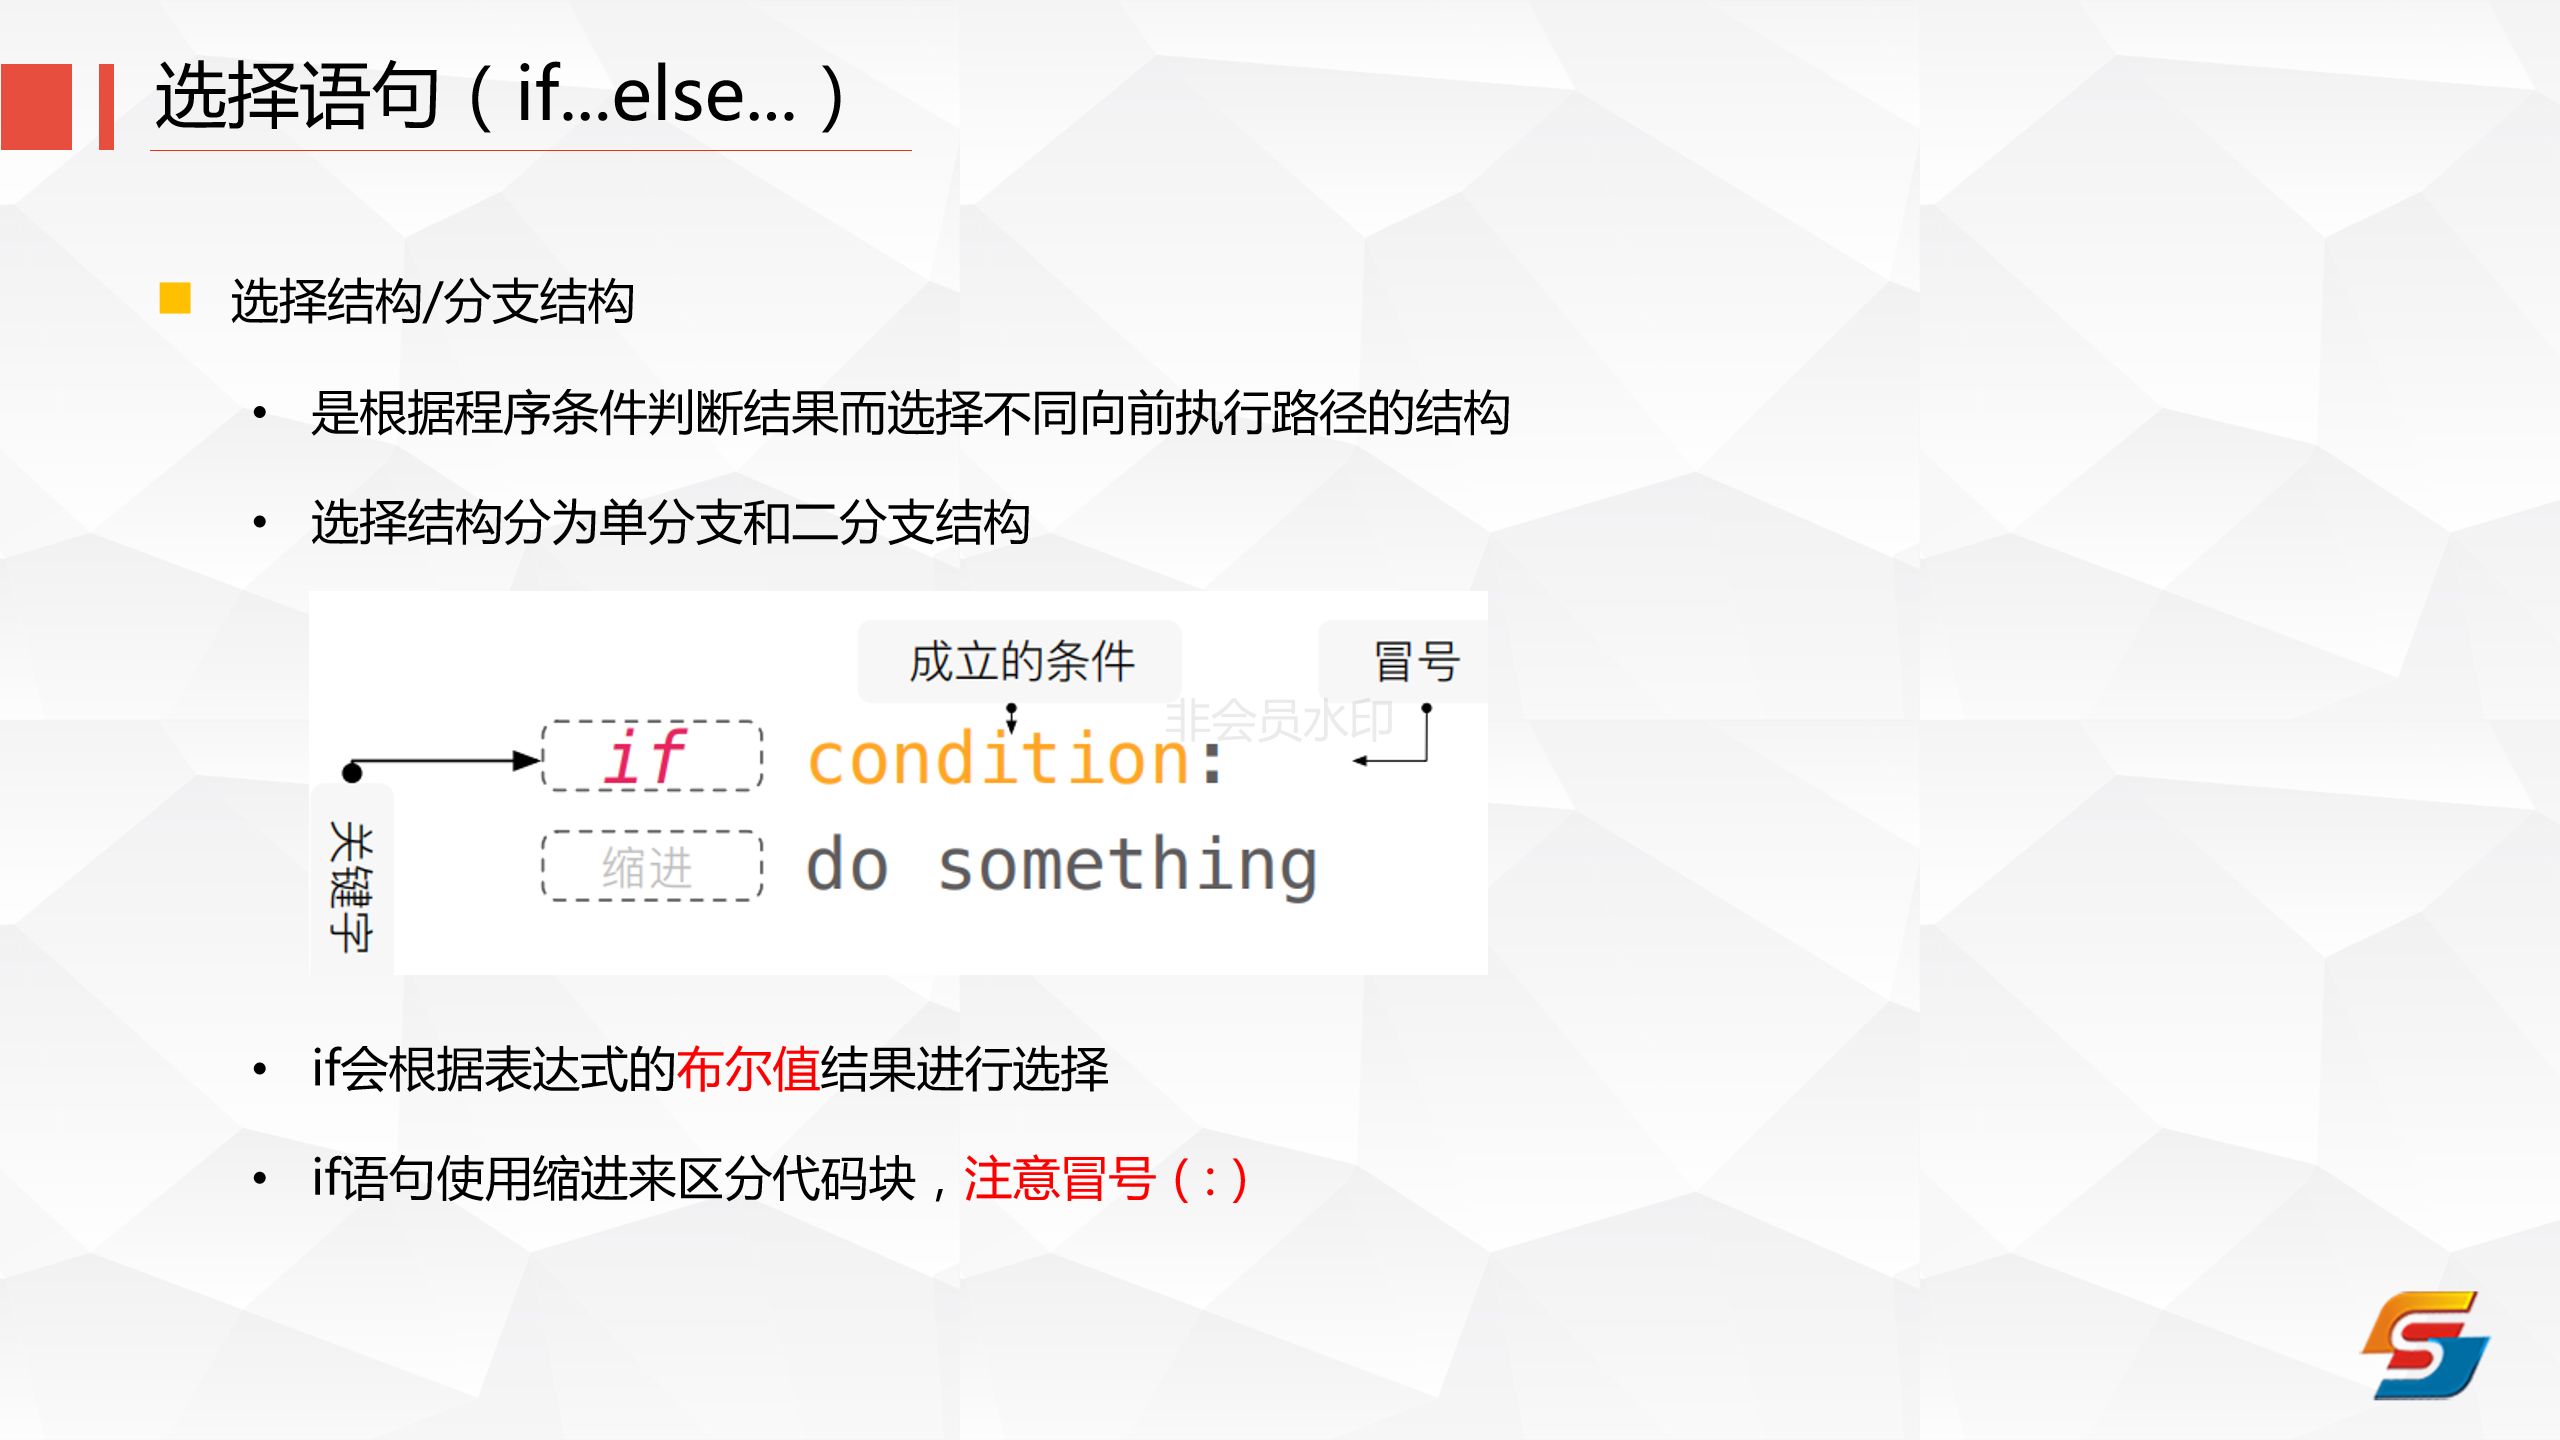 选择语句（if...else...）
选择结构/分支结构
• 是根据程序条件判断结果而选择不同向前执行路径的结构
• 选择结构分为单分支和二分支结构
成立的条件
冒号
非会员水印
if condition:
关键字
缩进 do something
• if会根据表达式的布尔值结果进行选择
• if语句使用缩进来区分代码块，注意冒号（:）